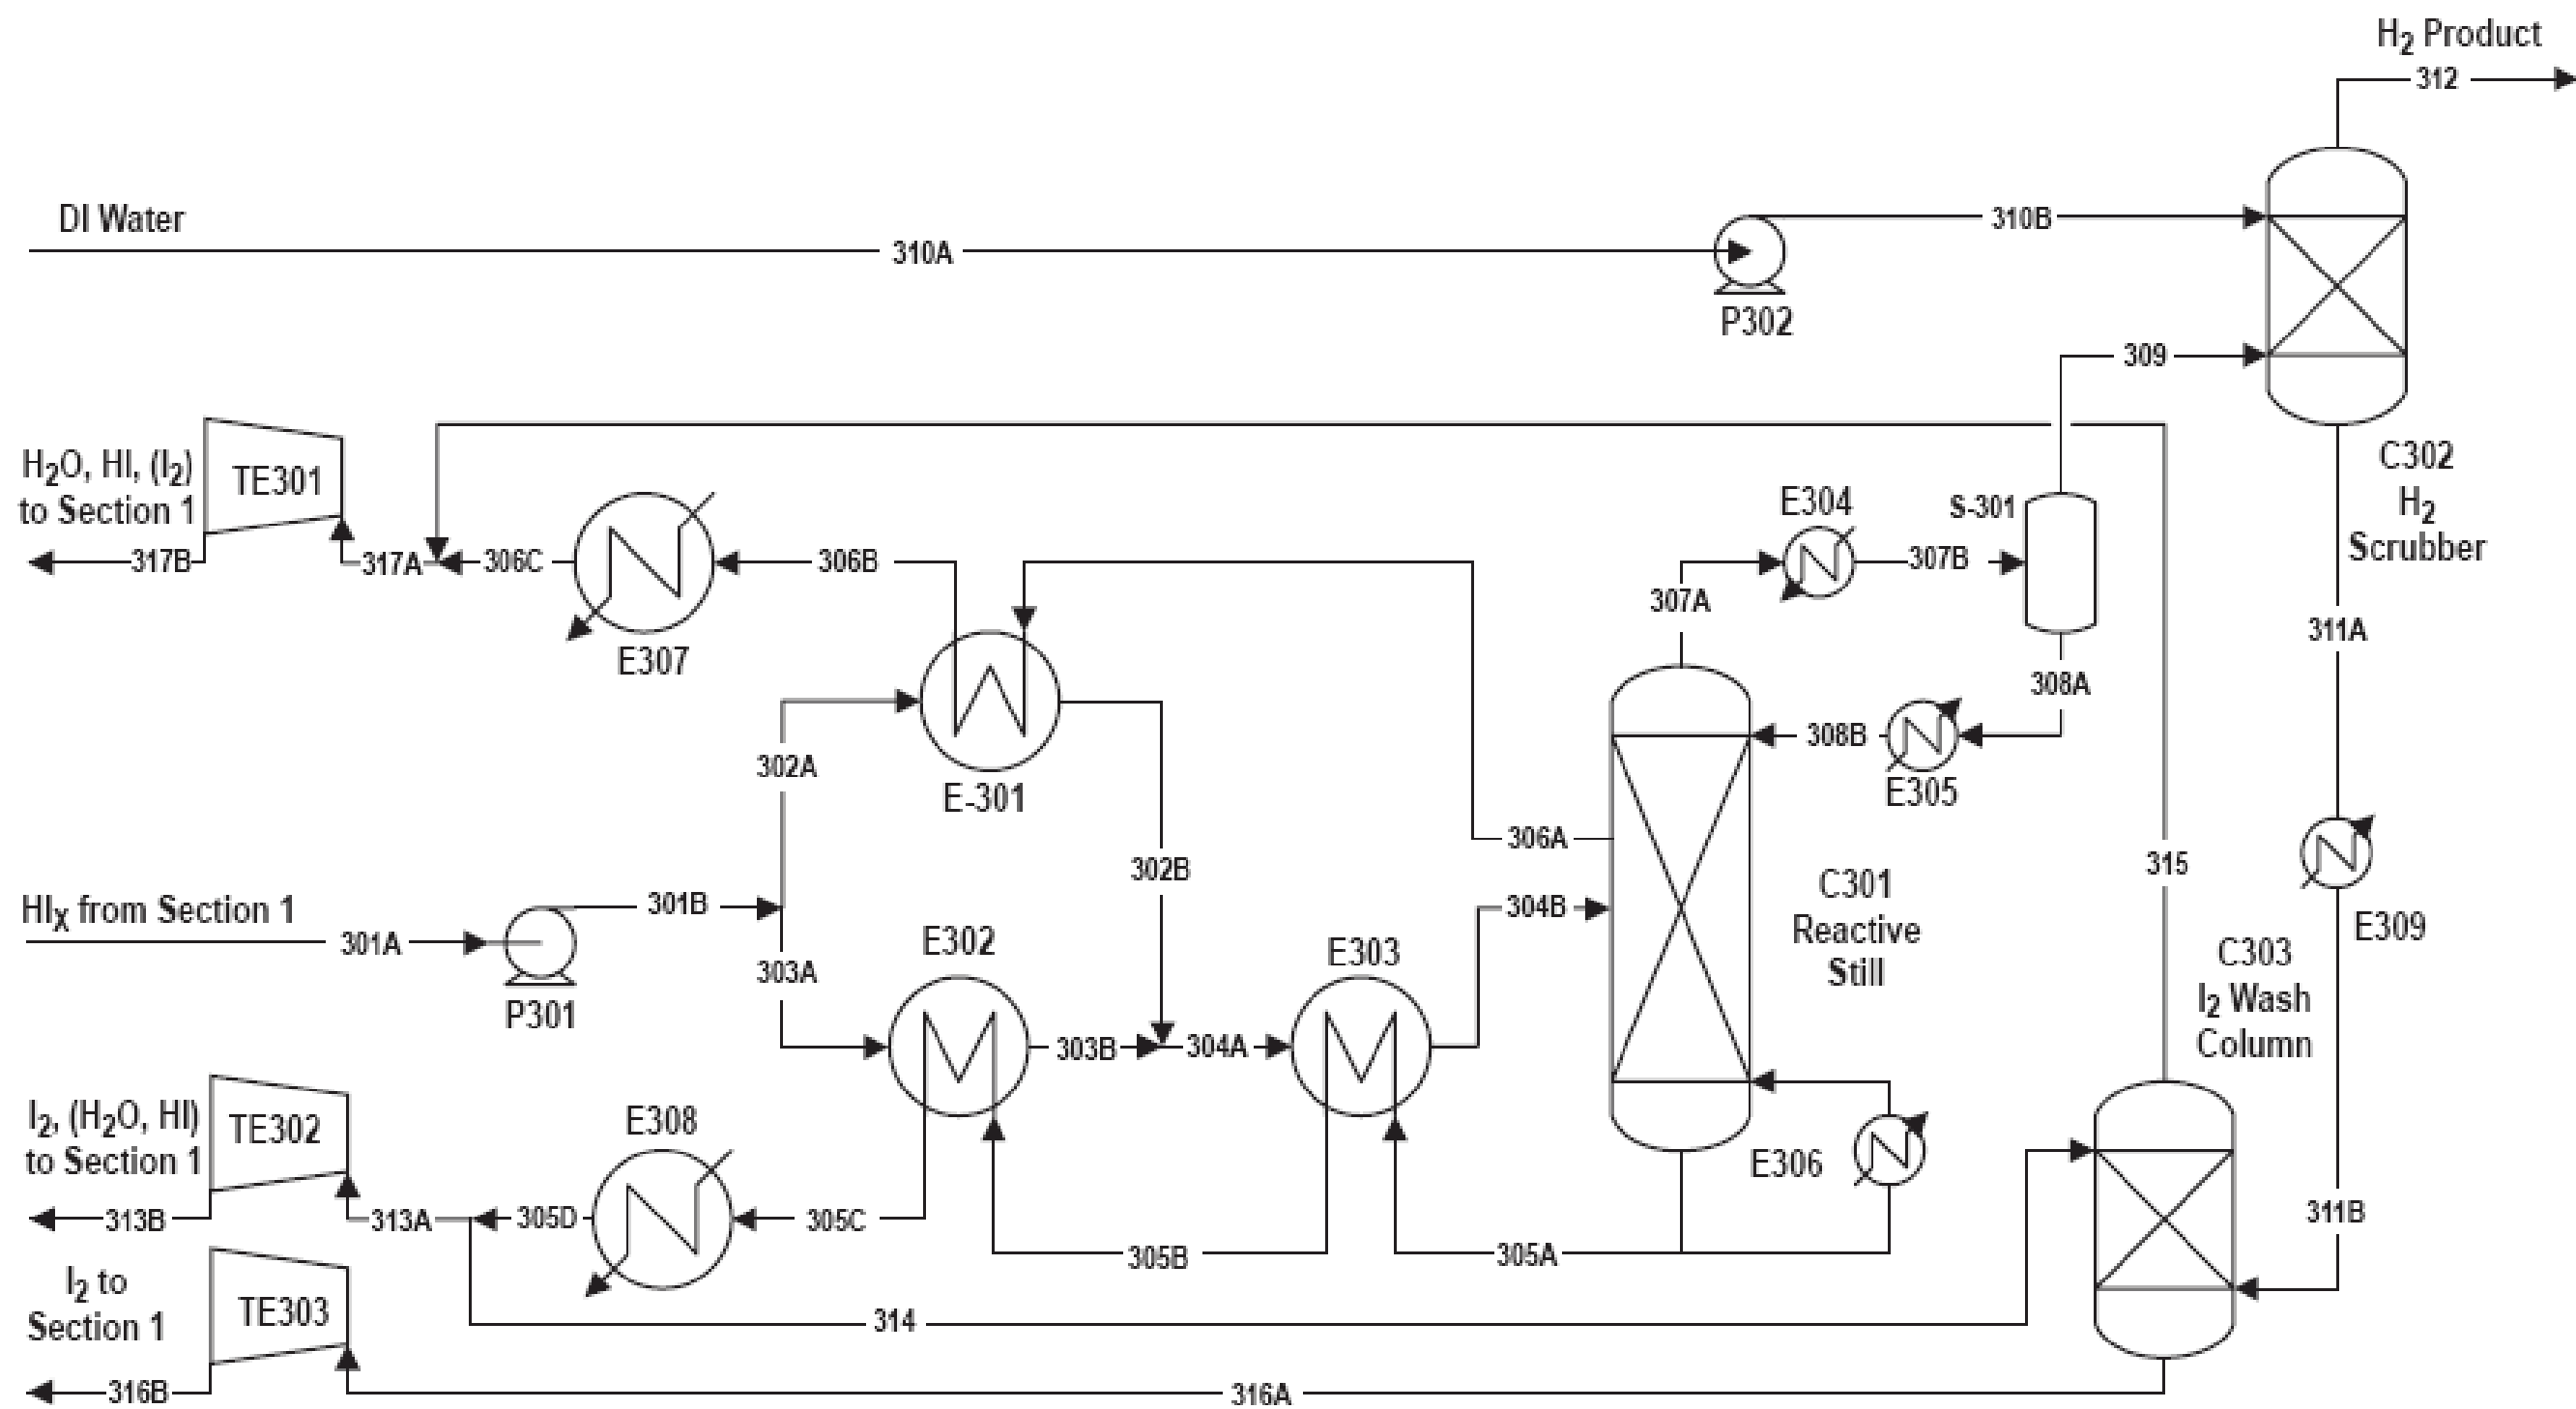 H₂ Product
312
DI Water
310A
310B
P302
309
C302
H₂
Scrubber
H₂O, HI, (I₂)
to Section 1
TE301
317B
317A
306C
306B
E307
E-301
E304
S-301
307B
307A
308A
308B
E305
311A
302A
302B
306A
304B
C301
Reactive
Still
315
E309
HIX from Section 1
301A
301B
P301
303A
E302
303B
304A
E303
C303
I₂ Wash
Column
I₂, (H₂O, HI)
to Section 1
TE302
E308
E306
313B
313A
305D
305C
305B
305A
311B
I₂ to
Section 1
TE303
314
316B
316A